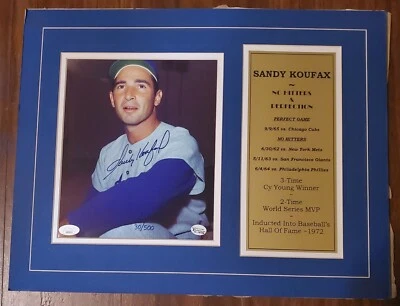 Sandy Koufax
30/500
SANDY KOUFAX
~
NO HITTERS
&
PERFECTION
PERFECT GAME
9/9/65 vs. Chicago Cubs
NO HITTERS
6/30/62 vs. New York Mets
5/11/63 vs. San Francisco Giants
6/4/64 vs. Philadelphia Phillies
3-Time
Cy Young Winner
~
2-Time
World Series MVP
~
Inducted Into Baseball's
Hall Of Fame - 1972